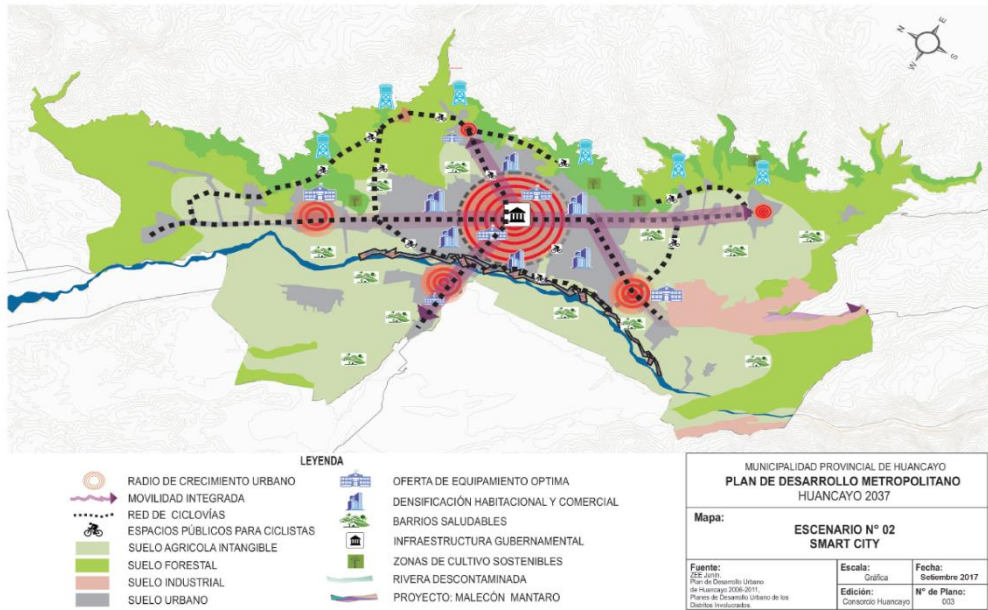 N
E
W
S
LEYENDA
RADIO DE CRECIMIENTO URBANO
MOVILIDAD INTEGRADA
RED DE CICLOVÍAS
ESPACIOS PÚBLICOS PARA CICLISTAS
SUELO AGRICOLA INTANGIBLE
SUELO FORESTAL
SUELO INDUSTRIAL
SUELO URBANO
OFERTA DE EQUIPAMIENTO OPTIMA
DENSIFICACIÓN HABITACIONAL Y COMERCIAL
BARRIOS SALUDABLES
INFRAESTRUCTURA GUBERNAMENTAL
ZONAS DE CULTIVO SOSTENIBLES
RIVERA DESCONTAMINADA
PROYECTO: MALECÓN MANTARO
MUNICIPALIDAD PROVINCIAL DE HUANCAYO
PLAN DE DESARROLLO METROPOLITANO
HUANCAYO 2037
Mapa:
ESCENARIO N° 02
SMART CITY
Fuente:
ZEE Junín.
Plan de Desarrollo Urbano
de Huancayo 2006-2011,
Planes de Desarrollo Urbano de los
Distritos Involucrados.
Escala:
Gráfica
Fecha:
Setiembre 2017
Edición:
Consorcio Huancayo
N° de Plano:
003